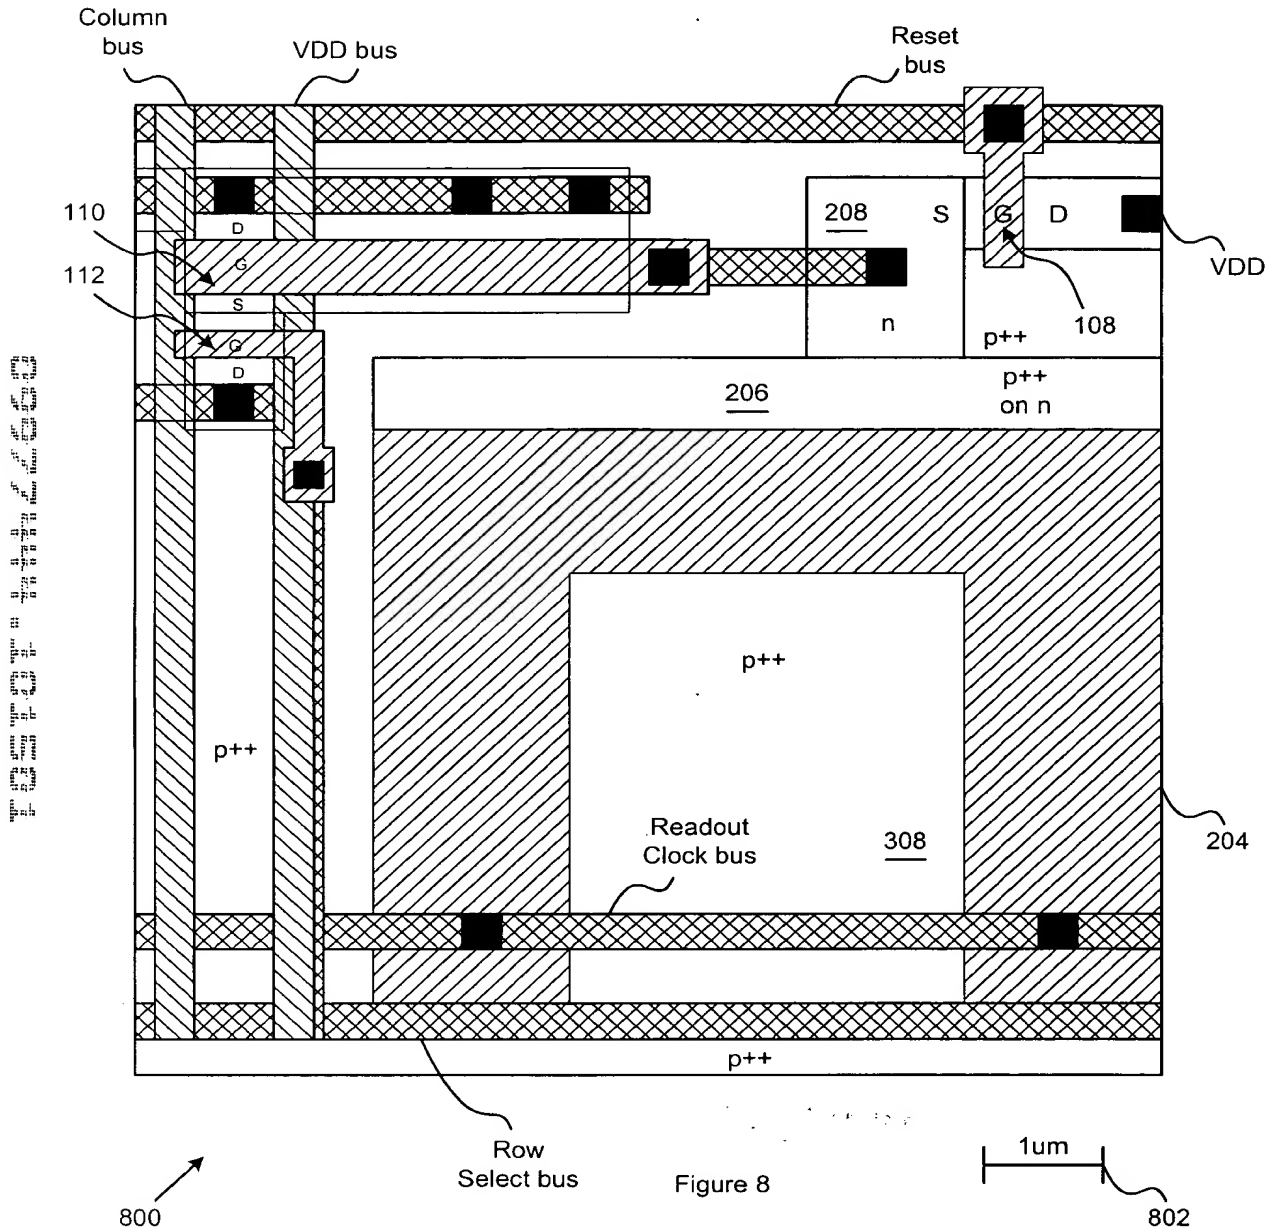 Column
bus
VDD bus
Reset
bus
110
D
208
S
G
D
G
VDD
112
S
n
108
G
p++
D
206
p++
on n
p++
p++
Readout
Clock bus
308
204
p++
Row
Select bus
Figure 8
1um
800
802